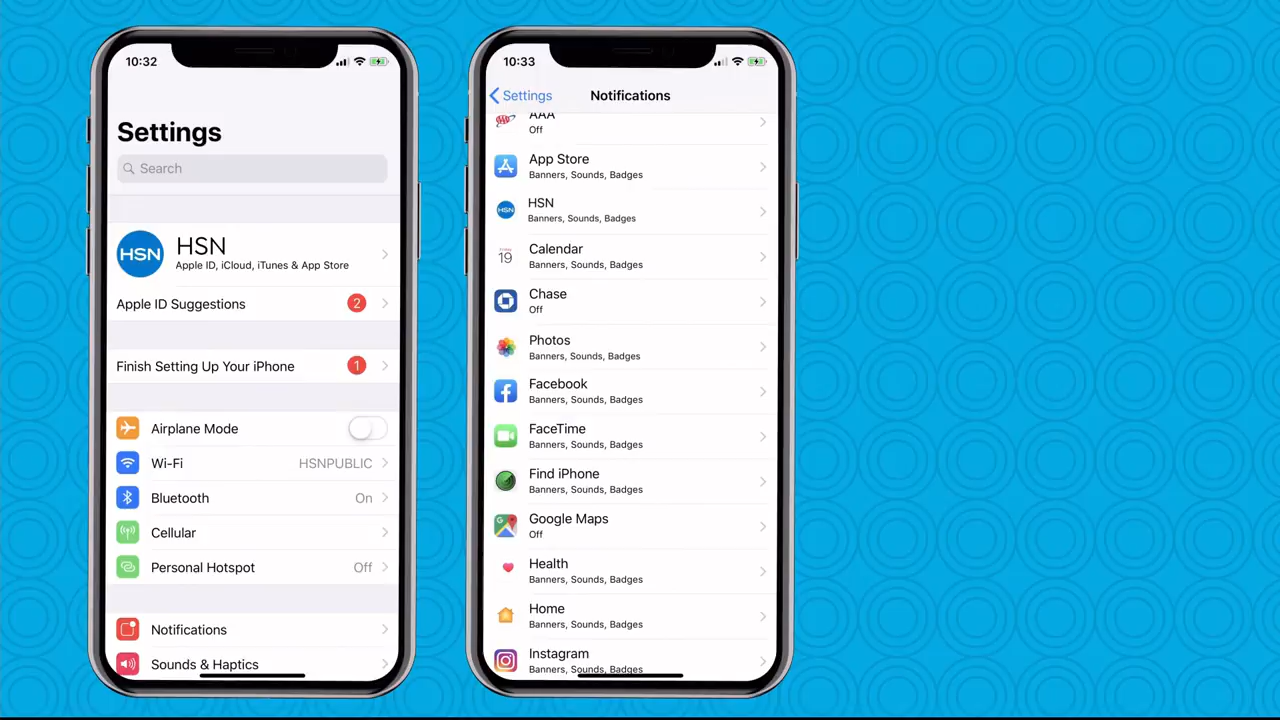 10:32
Settings
Search
HSN
HSN
Apple ID, iCloud, iTunes & App Store
Apple ID Suggestions
2
Finish Setting Up Your iPhone
1
Airplane Mode
Wi-Fi
HSNPUBLIC
Bluetooth
On
Cellular
Personal Hotspot
Off
Notifications
Sounds & Haptics
10:33
Settings
Notifications
AAA
Off
App Store
Banners, Sounds, Badges
HSN
HSN
Banners, Sounds, Badges
19
Calendar
Banners, Sounds, Badges
Chase
Off
Photos
Banners, Sounds, Badges
Facebook
Banners, Sounds, Badges
FaceTime
Banners, Sounds, Badges
Find iPhone
Banners, Sounds, Badges
Google Maps
Off
Health
Banners, Sounds, Badges
Home
Banners, Sounds, Badges
Instagram
Banners, Sounds, Badges